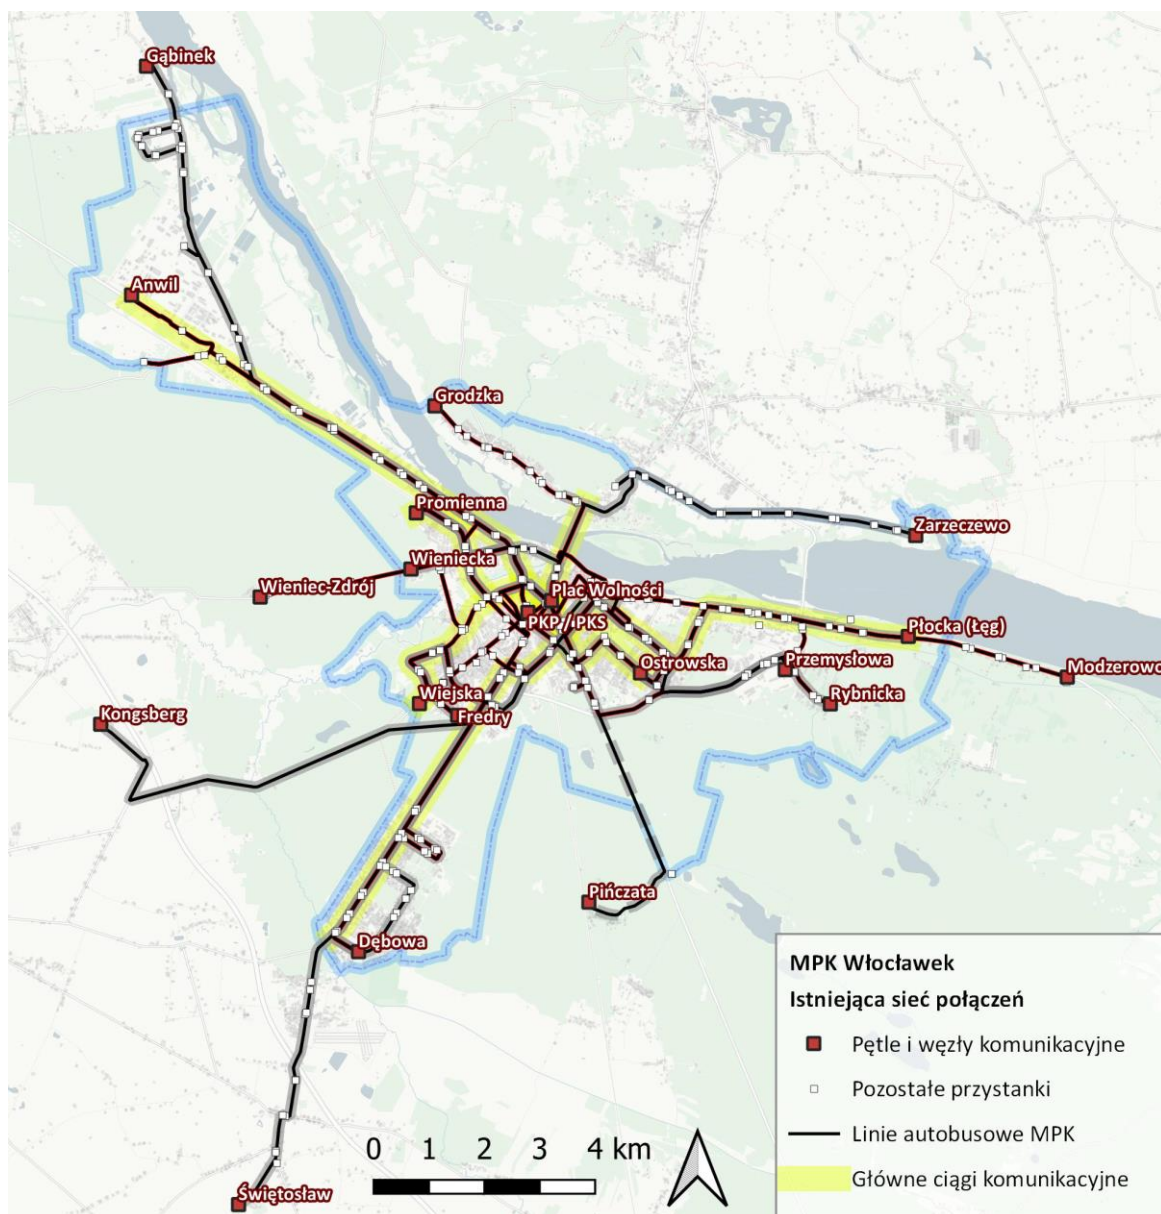 Gąbinek
Anwil
Grodzka
Promienna
Zarzeczewo
Wieniecka
Wieniec-Zdrój
Plac Wolności
PKP / PKS
Płocka (Łęg)
Ostrowska
Przemysłowa
Modzerowo
Wiejska
Rybnicka
Kongsberg
Fredry
Pińczata
Dębowa
Świętosław
0 1 2 3 4 km
MPK Włocławek
Istniejąca sieć połączeń
Pętle i węzły komunikacyjne
Pozostałe przystanki
Linie autobusowe MPK
Główne ciągi komunikacyjne